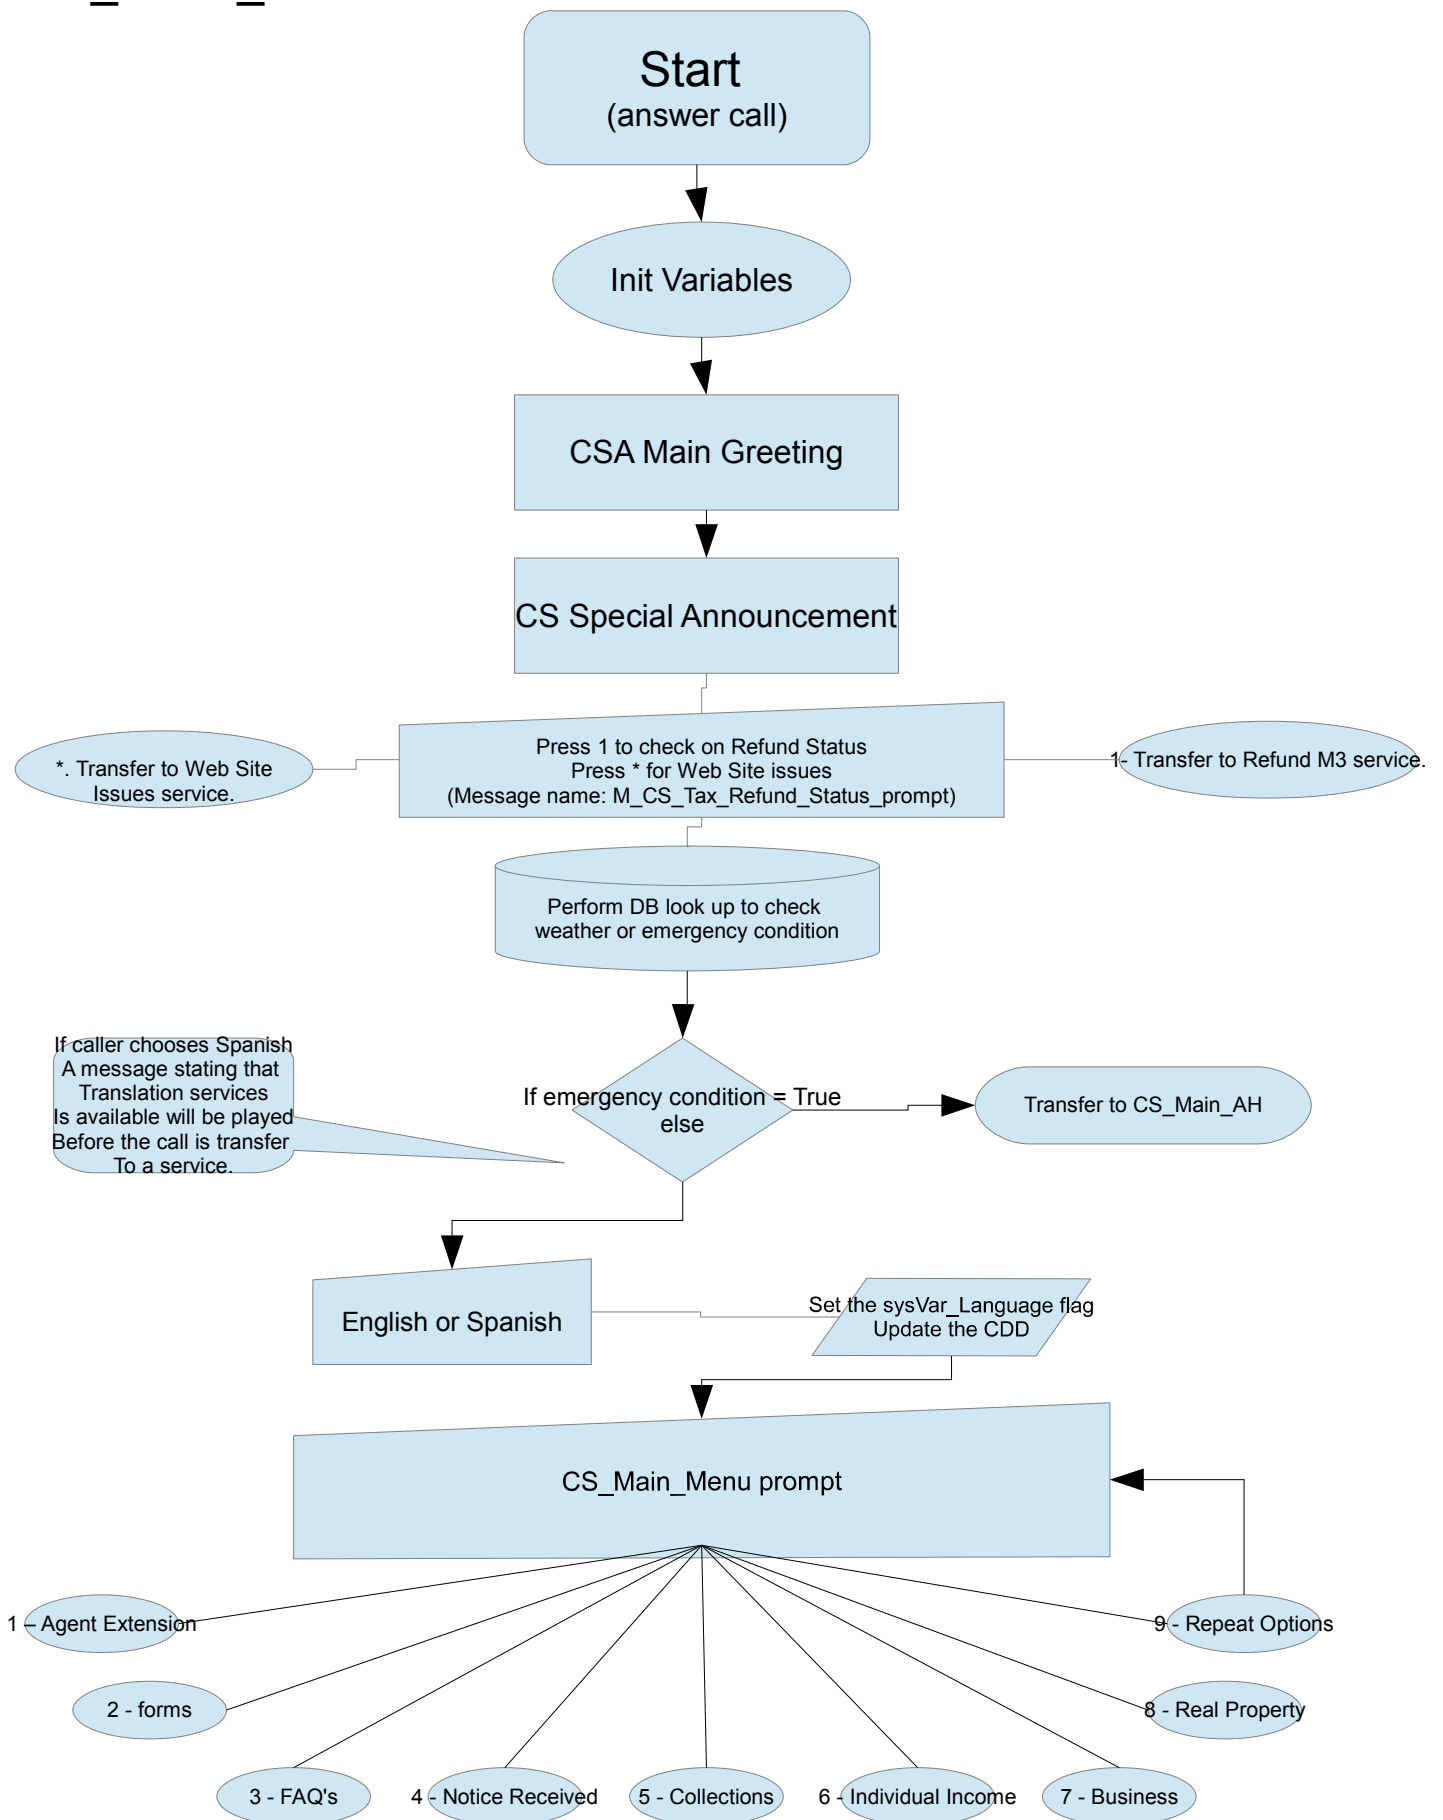 Start
(answer call)
Init Variables
CSA Main Greeting
CS Special Announcement
Press 1 to check on Refund Status
Press * for Web Site issues
(Message name: M_CS_Tax_Refund_Status_prompt)
*. Transfer to Web Site
Issues service.
1- Transfer to Refund M3 service.
Perform DB look up to check
weather or emergency condition
If caller chooses Spanish
A message stating that
Translation services
Is available will be played
Before the call is transfer
To a service.
If emergency condition = True
else
Transfer to CS_Main_AH
English or Spanish
Set the sysVar_Language flag
Update the CDD
CS_Main_Menu prompt
1 – Agent Extension
9 - Repeat Options
2 - forms
8 - Real Property
3 - FAQ's
4 - Notice Received
5 - Collections
6 - Individual Income
7 - Business